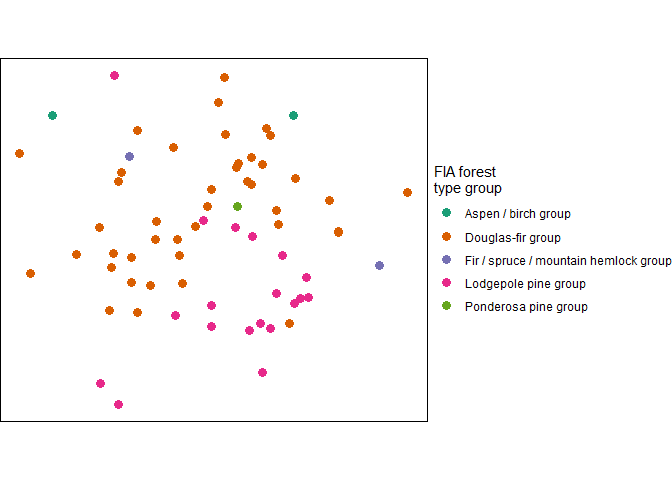 FIA forest
type group
Aspen / birch group
Douglas-fir group
Fir / spruce / mountain hemlock group
Lodgepole pine group
Ponderosa pine group